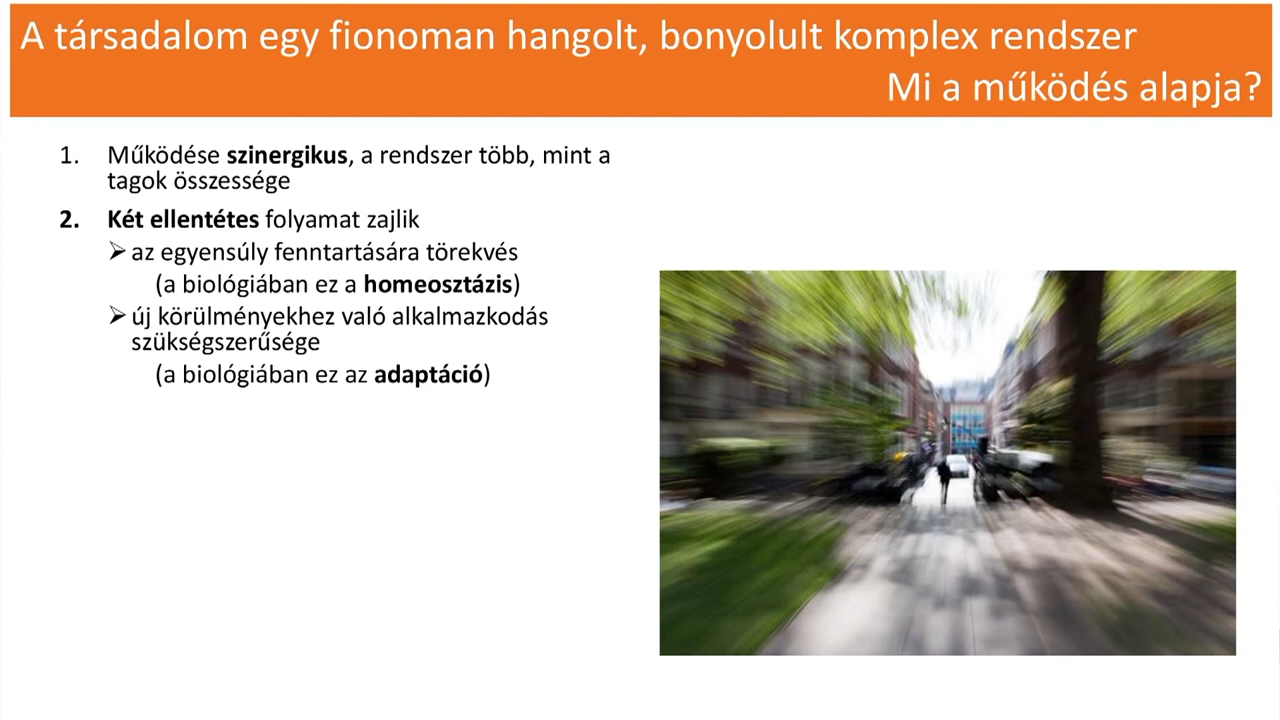 A társadalom egy fionoman hangolt, bonyolult komplex rendszer
Mi a működés alapja?
1. Működése szinergikus, a rendszer több, mint a
tagok összessége
2. Két ellentétes folyamat zajlik
➢ az egyensúly fenntartására törekvés
(a biológiában ez a homeosztázis)
➢ új körülményekhez való alkalmazkodás
szükségszerűsége
(a biológiában ez az adaptáció)